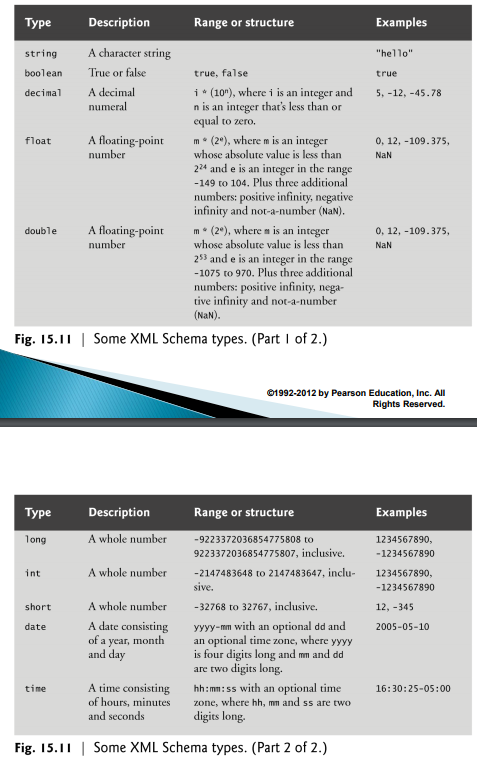 Type Description Range or structure Examples
string A character string "hello"
boolean True or false true, false true
decimal A decimal i * (10ⁿ), where i is an integer and 5, -12, -45.78
numeral n is an integer that's less than or
equal to zero.
float A floating-point m * (2ᵉ), where m is an integer 0, 12, -109.375,
number whose absolute value is less than NaN
2²⁴ and e is an integer in the range
-149 to 104. Plus three additional
numbers: positive infinity, negative
infinity and not-a-number (NaN).
double A floating-point m * (2ᵉ), where m is an integer 0, 12, -109.375,
number whose absolute value is less than NaN
2⁵³ and e is an integer in the range
-1075 to 970. Plus three additional
numbers: positive infinity, nega-
tive infinity and not-a-number
(NaN).
Fig. 15.11 | Some XML Schema types. (Part 1 of 2.)
©1992-2012 by Pearson Education, Inc. All
Rights Reserved.
Type Description Range or structure Examples
long A whole number -9223372036854775808 to 1234567890,
9223372036854775807, inclusive. -1234567890
int A whole number -2147483648 to 2147483647, inclu- 1234567890,
sive. -1234567890
short A whole number -32768 to 32767, inclusive. 12, -345
date A date consisting yyyy-mm with an optional dd and 2005-05-10
of a year, month an optional time zone, where yyyy
and day is four digits long and mm and dd
are two digits long.
time A time consisting hh:mm:ss with an optional time 16:30:25-05:00
of hours, minutes zone, where hh, mm and ss are two
and seconds digits long.
Fig. 15.11 | Some XML Schema types. (Part 2 of 2.)